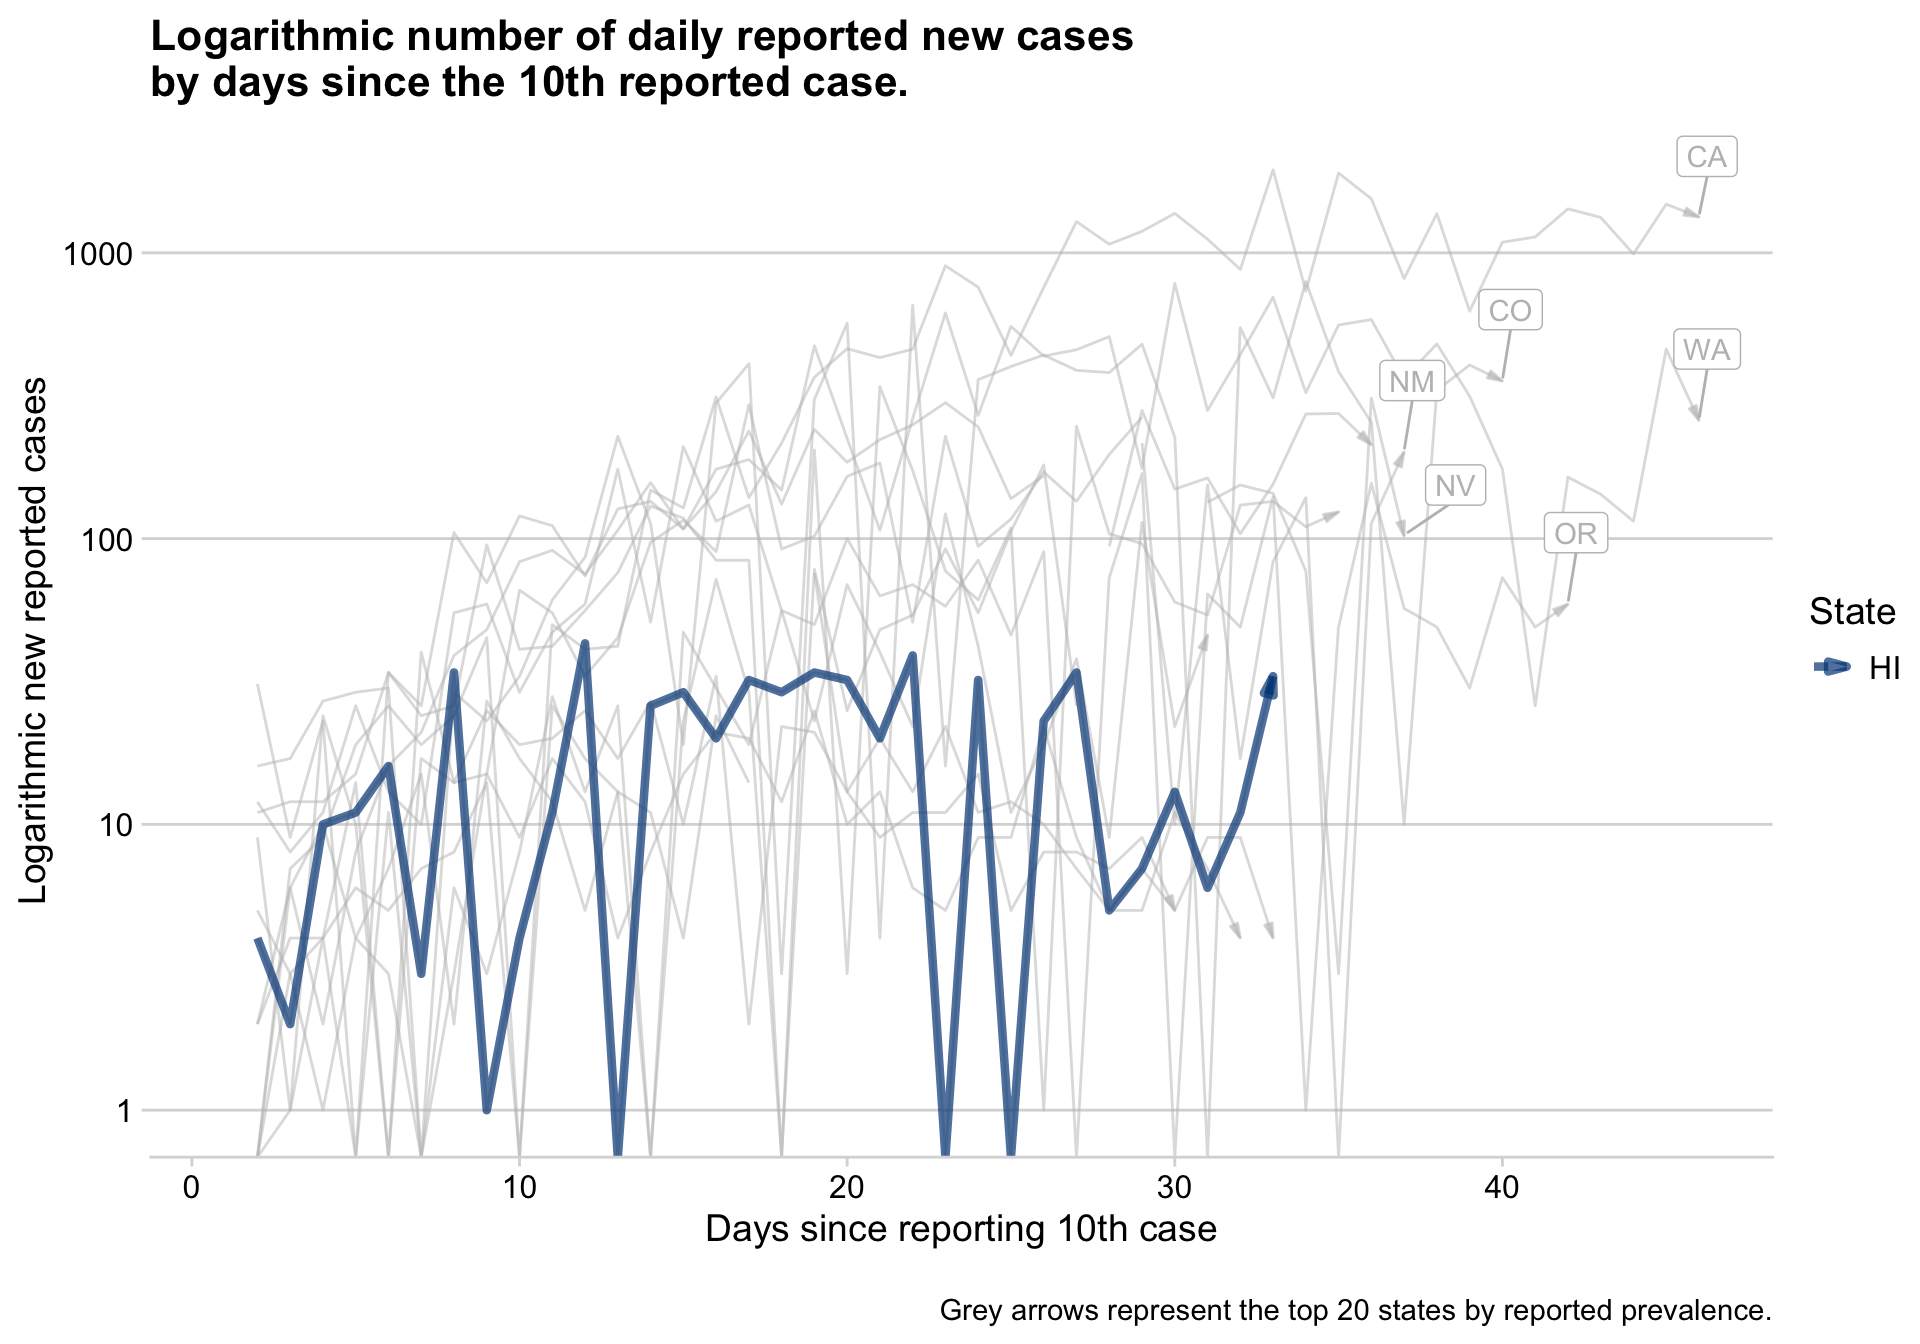 Logarithmic number of daily reported new cases
by days since the 10th reported case.
Logarithmic new reported cases
1000
100
10
1
CA
CO
WA
NM
NV
OR
State
HI
0 10 20 30 40
Days since reporting 10th case
Grey arrows represent the top 20 states by reported prevalence.